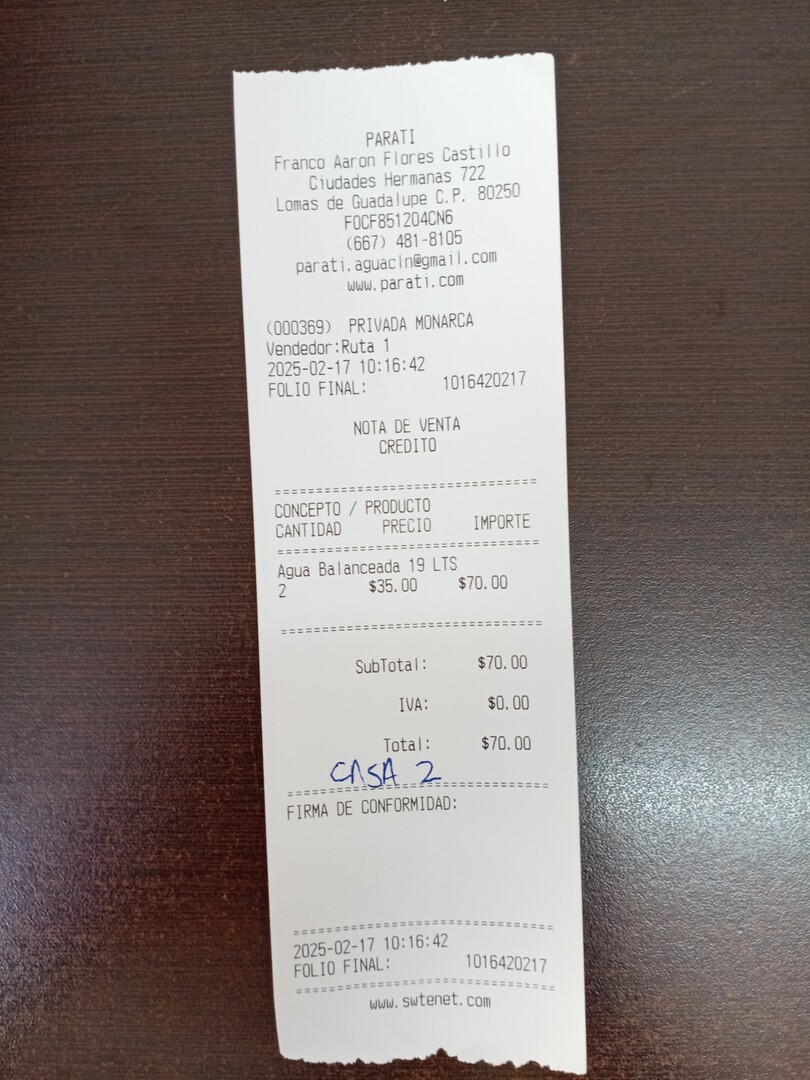 PARATI
Franco Aaron Flores Castillo
Ciudades Hermanas 722
Lomas de Guadalupe C.P. 80250
FOCF851204CN6
(667) 481-8105
parati.aguacln@gmail.com
www.parati.com
(000369) PRIVADA MONARCA
Vendedor:Ruta 1
2025-02-17 10:16:42
FOLIO FINAL: 1016420217
NOTA DE VENTA
CREDITO
================================
CONCEPTO / PRODUCTO
CANTIDAD PRECIO IMPORTE
================================
Agua Balanceada 19 LTS
2 $35.00 $70.00
================================
SubTotal: $70.00
IVA: $0.00
Total: $70.00
CASA 2
================================
FIRMA DE CONFORMIDAD:
================================
2025-02-17 10:16:42
FOLIO FINAL: 1016420217
================================
www.swtenet.com